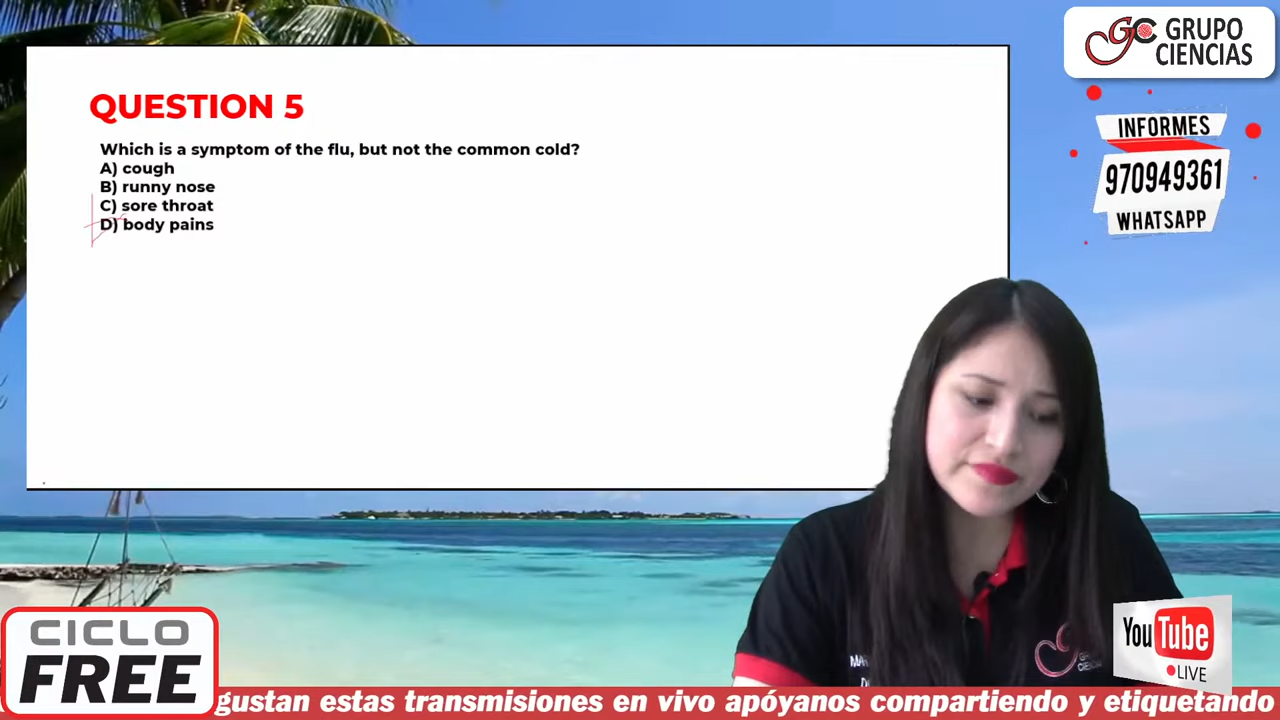 QUESTION 5
Which is a symptom of the flu, but not the common cold?
A) cough
B) runny nose
C) sore throat
D) body pains
GRUPO
CIENCIAS
INFORMES
970949361
WHATSAPP
CICLO
FREE
YouTube
LIVE
gustan estas transmisiones en vivo apóyanos compartiendo y etiquetando